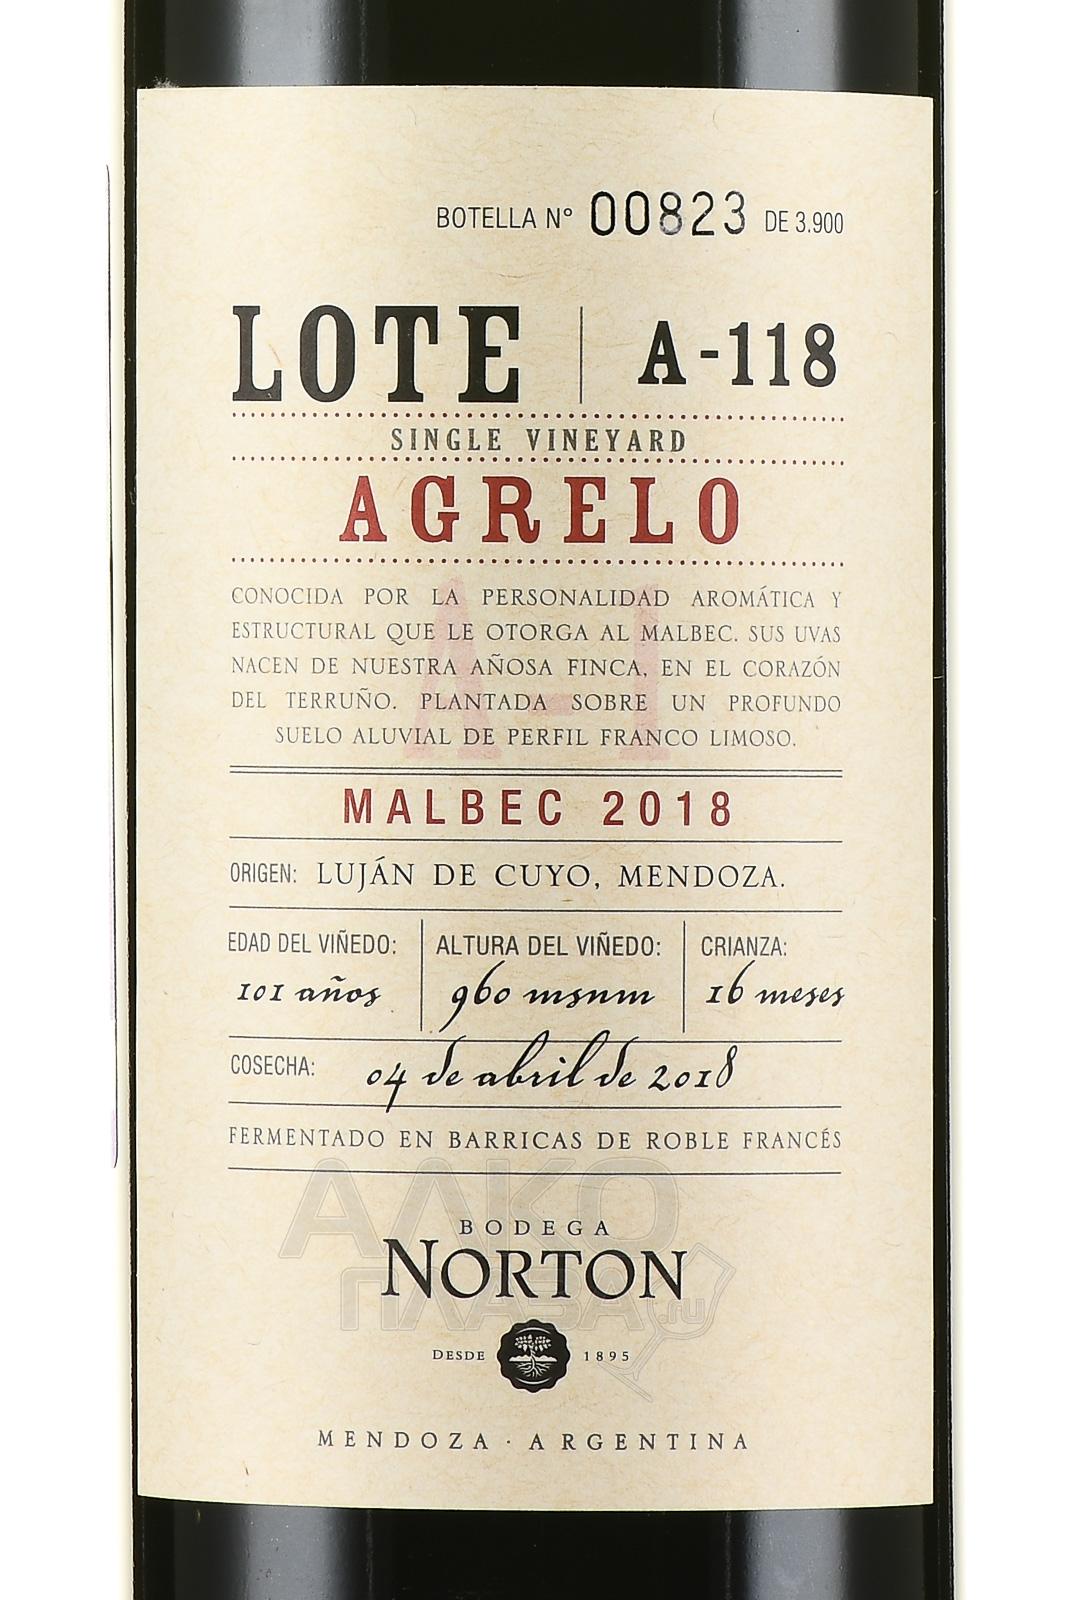 BOTELLA N° 00823 DE 3.900
LOTE | A-118
SINGLE VINEYARD
AGRELO
CONOCIDA POR LA PERSONALIDAD AROMÁTICA Y
ESTRUCTURAL QUE LE OTORGA AL MALBEC. SUS UVAS
NACEN DE NUESTRA AÑOSA FINCA, EN EL CORAZÓN
DEL TERRUÑO. PLANTADA SOBRE UN PROFUNDO
SUELO ALUVIAL DE PERFIL FRANCO LIMOSO.
A-1
MALBEC 2018
ORIGEN: LUJÁN DE CUYO, MENDOZA.
EDAD DEL VIÑEDO: ALTURA DEL VIÑEDO: CRIANZA:
101 años 960 msnm 16 meses
COSECHA: 04 de abril de 2018
FERMENTADO EN BARRICAS DE ROBLE FRANCÉS
АЛКО
ПЛАЗА.ru
BODEGA
NORTON
DESDE 1895
MENDOZA · ARGENTINA